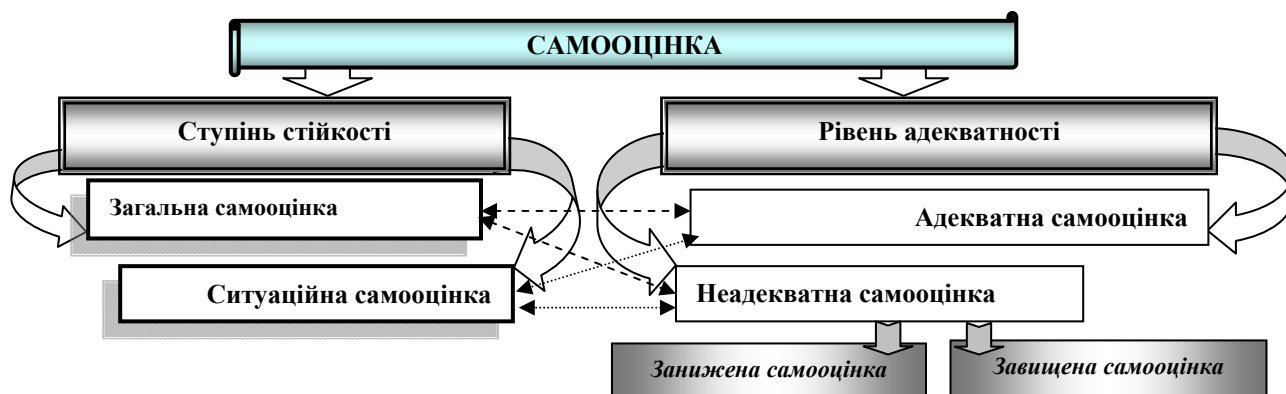 САМООЦІНКА
Ступінь стійкості
Рівень адекватності
Загальна самооцінка
Адекватна самооцінка
Ситуаційна самооцінка
Неадекватна самооцінка
Занижена самооцінка
Завищена самооцінка